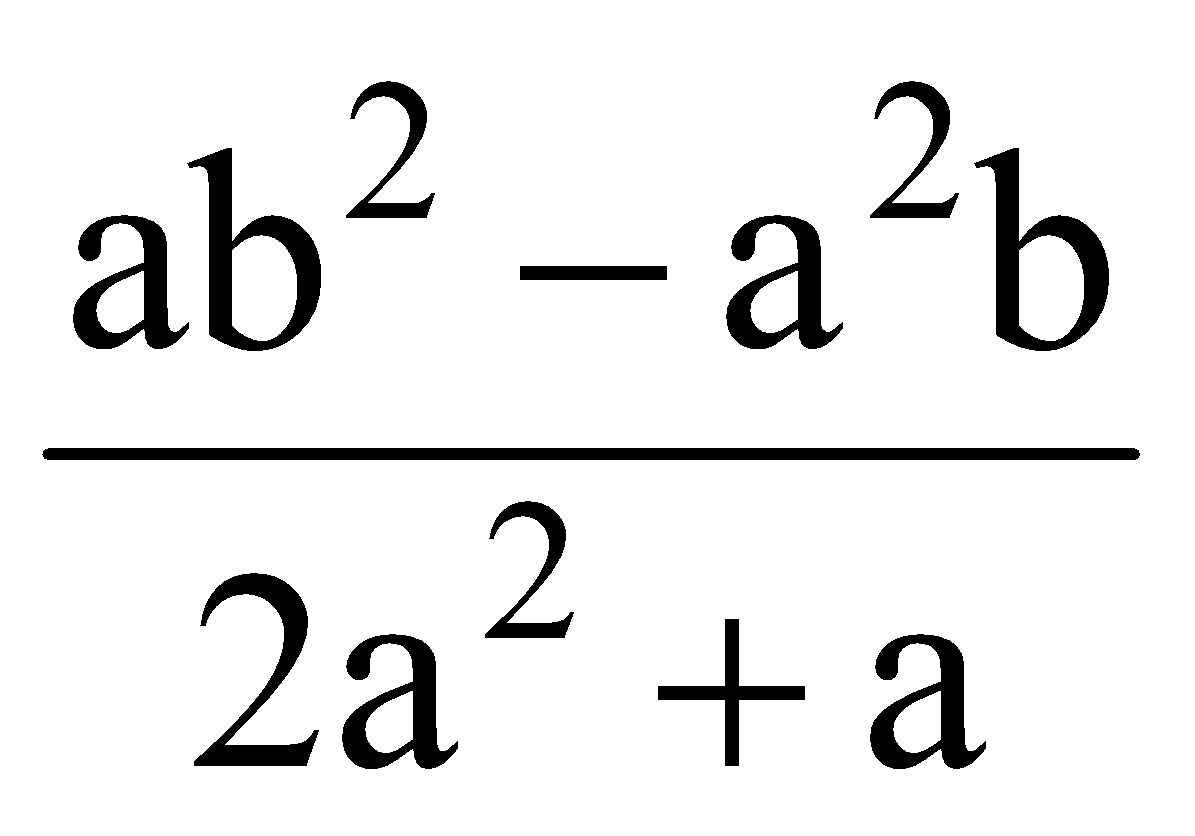 ab² − a²b
2a² + a